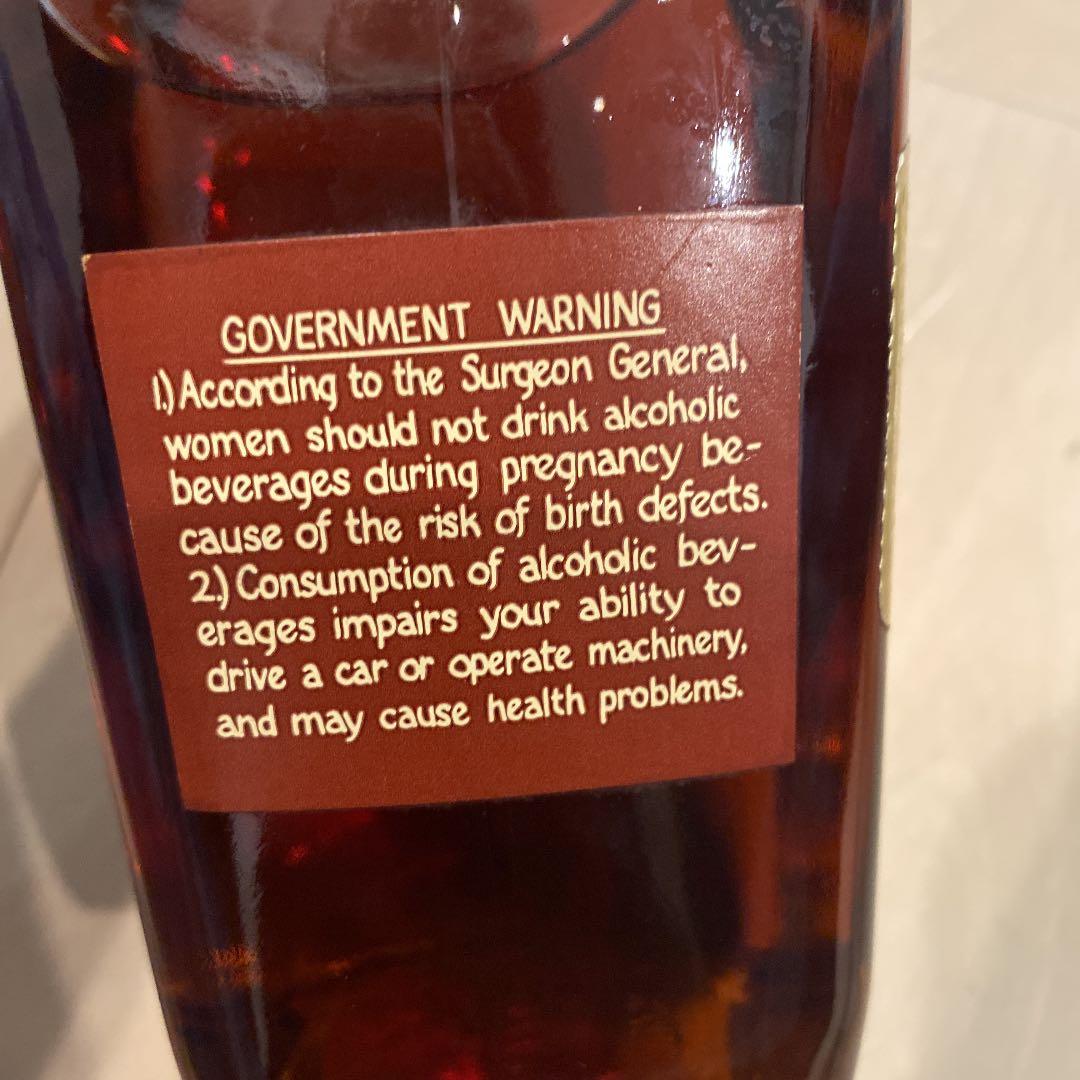 GOVERNMENT WARNING
1.) According to the Surgeon General,
women should not drink alcoholic
beverages during pregnancy be-
cause of the risk of birth defects.
2.) Consumption of alcoholic bev-
erages impairs your ability to
drive a car or operate machinery,
and may cause health problems.